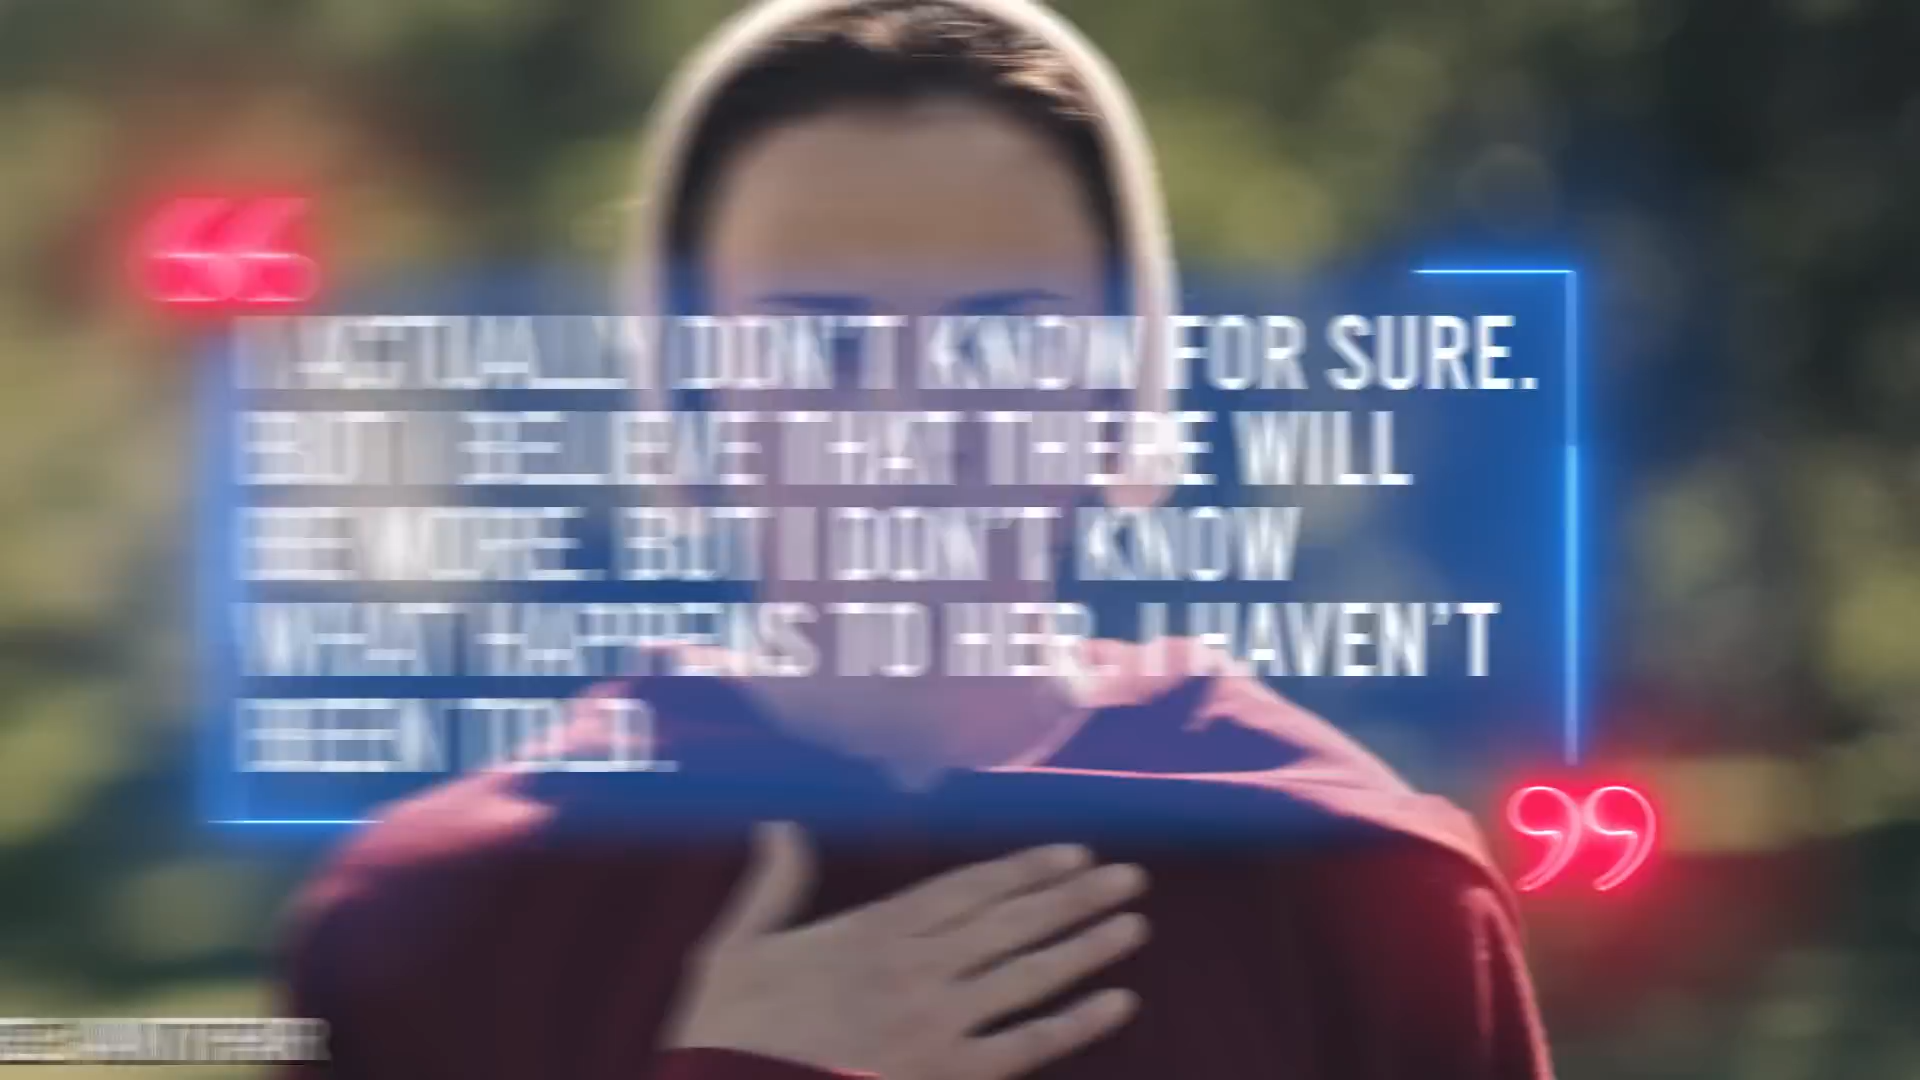 I ACTUALLY DON'T KNOW FOR SURE.
BUT I BELIEVE THAT THERE WILL
BE MORE. BUT I DON'T KNOW
WHAT HAPPENS TO HER. I HAVEN'T
BEEN TOLD.